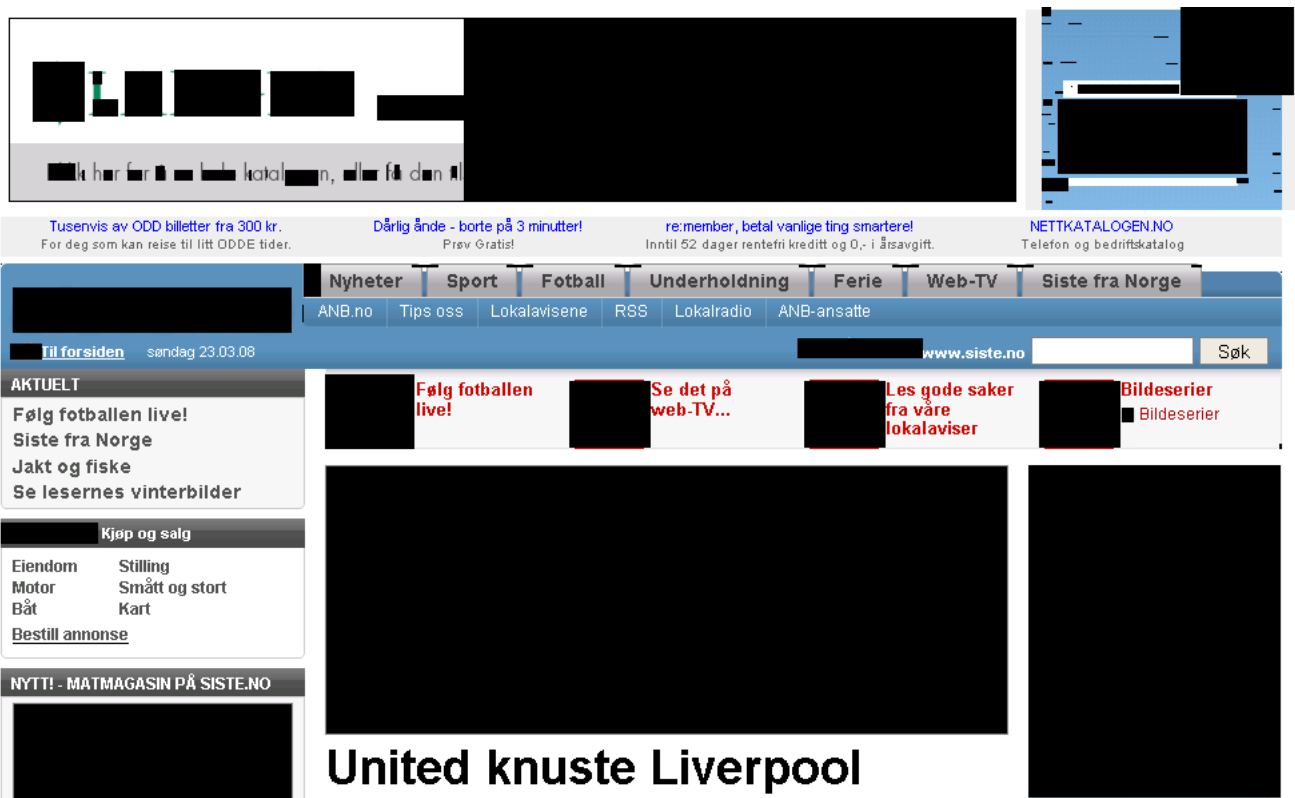 Tusenvis av ODD billetter fra 300 kr.
For deg som kan reise til litt ODDE tider.
Dårlig ånde - borte på 3 minutter!
Prøv Gratis!
re:member, betal vanlige ting smartere!
Inntil 52 dager rentefri kreditt og 0,- i årsavgift.
NETTKATALOGEN.NO
Telefon og bedriftskatalog
Nyheter Sport Fotball Underholdning Ferie Web-TV Siste fra Norge
ANB.no Tips oss Lokalavisene RSS Lokalradio ANB-ansatte
Til forsiden søndag 23.03.08
www.siste.no Søk
AKTUELT
Følg fotballen live!
Siste fra Norge
Jakt og fiske
Se lesernes vinterbilder
Følg fotballen
live!
Se det på
web-TV...
Les gode saker
fra våre
lokalaviser
Bildeserier
Bildeserier
Kjøp og salg
Eiendom Stilling
Motor Smått og stort
Båt Kart
Bestill annonse
NYTT! - MATMAGASIN PÅ SISTE.NO
United knuste Liverpool